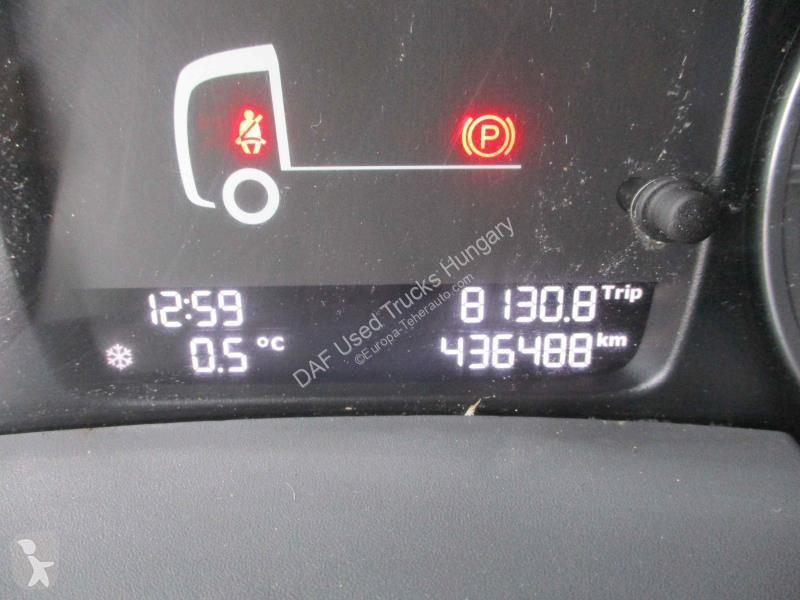 P
12:59
8130.8 Trip
0.5 °C
436488 km
DAF Used Trucks Hungary
©Europa-Teherauto.com